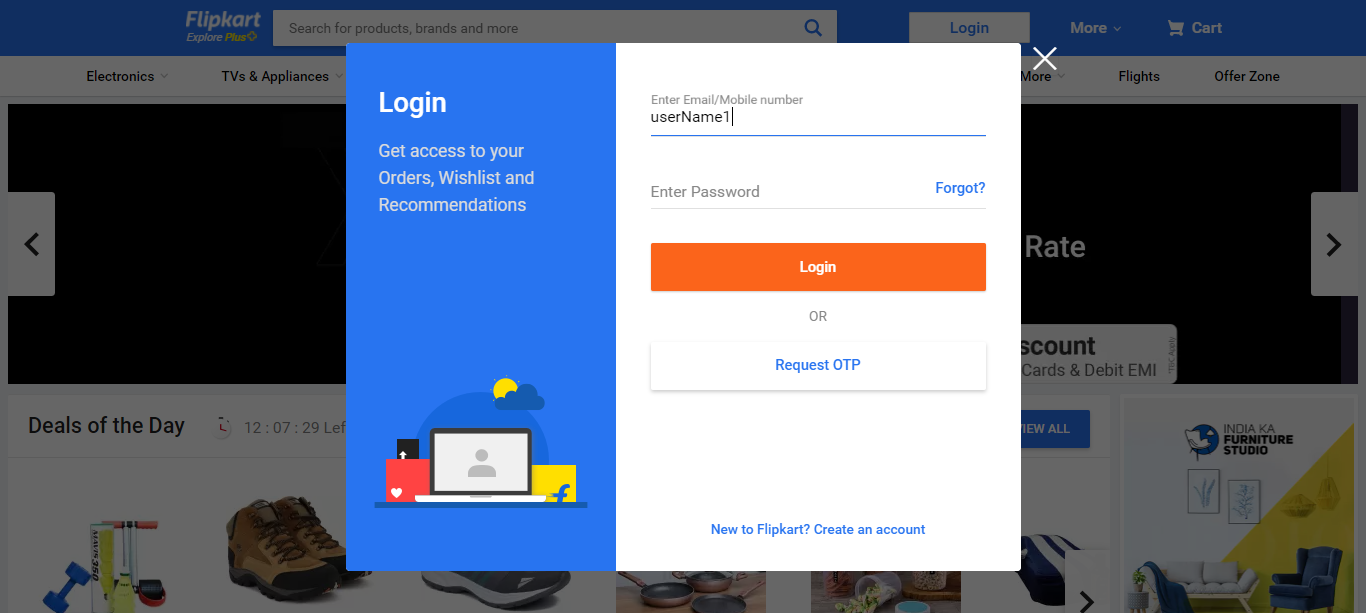 Flipkart
Explore Plus
Search for products, brands and more
Login
More
Cart
Electronics
TVs & Appliances
More
Flights
Offer Zone
Login
Get access to your
Orders, Wishlist and
Recommendations
Enter Email/Mobile number
userName1
Enter Password
Forgot?
Login
OR
Request OTP
New to Flipkart? Create an account
Rate
scount
Cards & Debit EMI
*T&C Apply
Deals of the Day
12 : 07 : 29 Lef
VIEW ALL
INDIA KA
FURNITURE
STUDIO